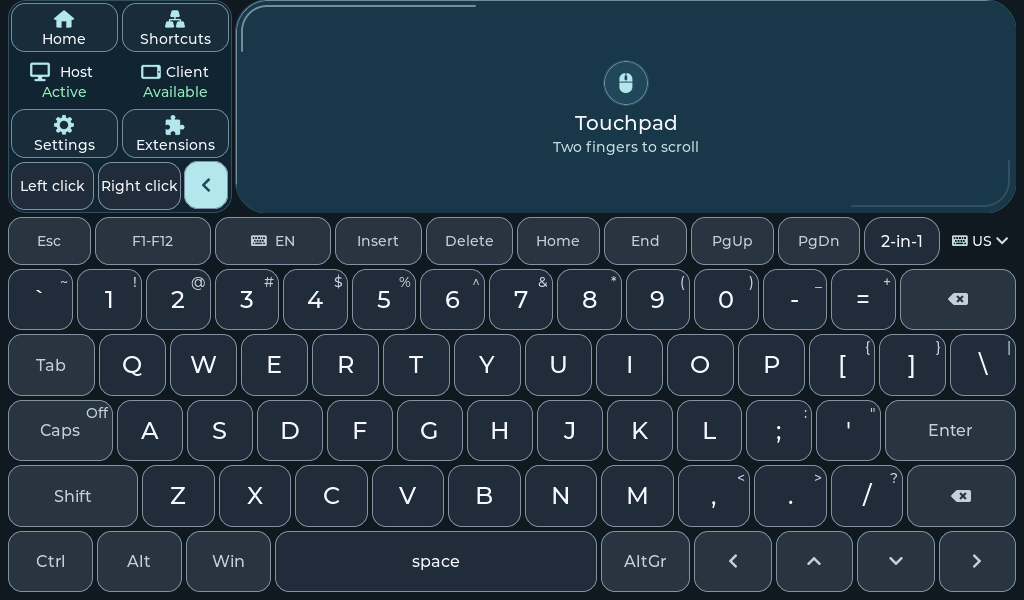 Home
Shortcuts
Host
Active
Client
Available
Settings
Extensions
Left click
Right click
Touchpad
Two fingers to scroll
Esc F1-F12 EN Insert Delete Home End PgUp PgDn 2-in-1 US
` ~ 1 ! 2 @ 3 # 4 $ 5 % 6 ^ 7 & 8 * 9 ( 0 ) - _ = +
Tab Q W E R T Y U I O P [ { ] } \ |
Caps Off A S D F G H J K L ; : ' " Enter
Shift Z X C V B N M , < . > / ?
Ctrl Alt Win space AltGr